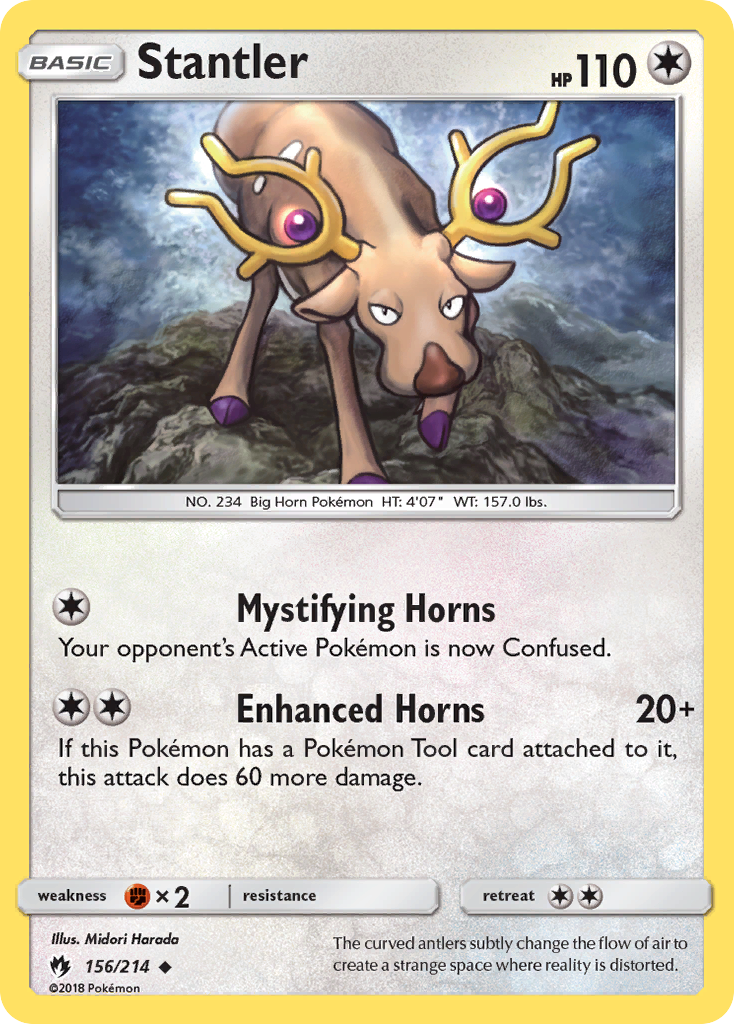 BASIC Stantler HP 110
NO. 234 Big Horn Pokémon HT: 4'07" WT: 157.0 lbs.
Mystifying Horns
Your opponent's Active Pokémon is now Confused.
Enhanced Horns 20+
If this Pokémon has a Pokémon Tool card attached to it,
this attack does 60 more damage.
weakness ×2 resistance retreat
Illus. Midori Harada
156/214
©2018 Pokémon
The curved antlers subtly change the flow of air to
create a strange space where reality is distorted.